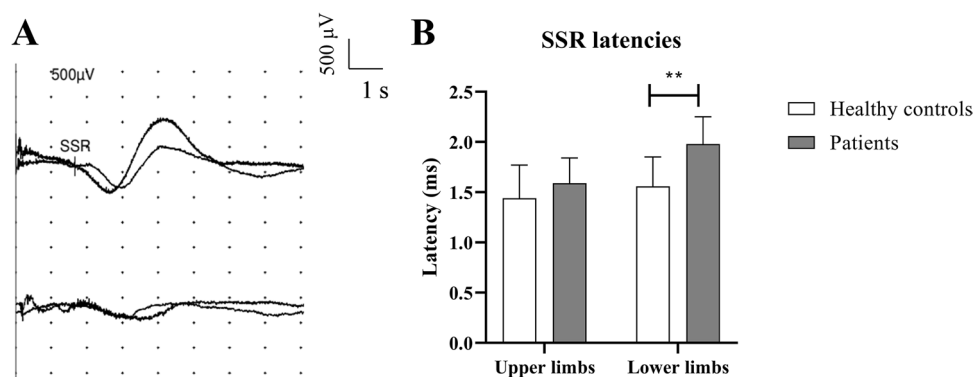 A
500 µV
1 s
500µV
SSR
B
SSR latencies
**
Healthy controls
Patients
2.5
2.0
1.5
1.0
0.5
0.0
Latency (ms)
Upper limbs
Lower limbs